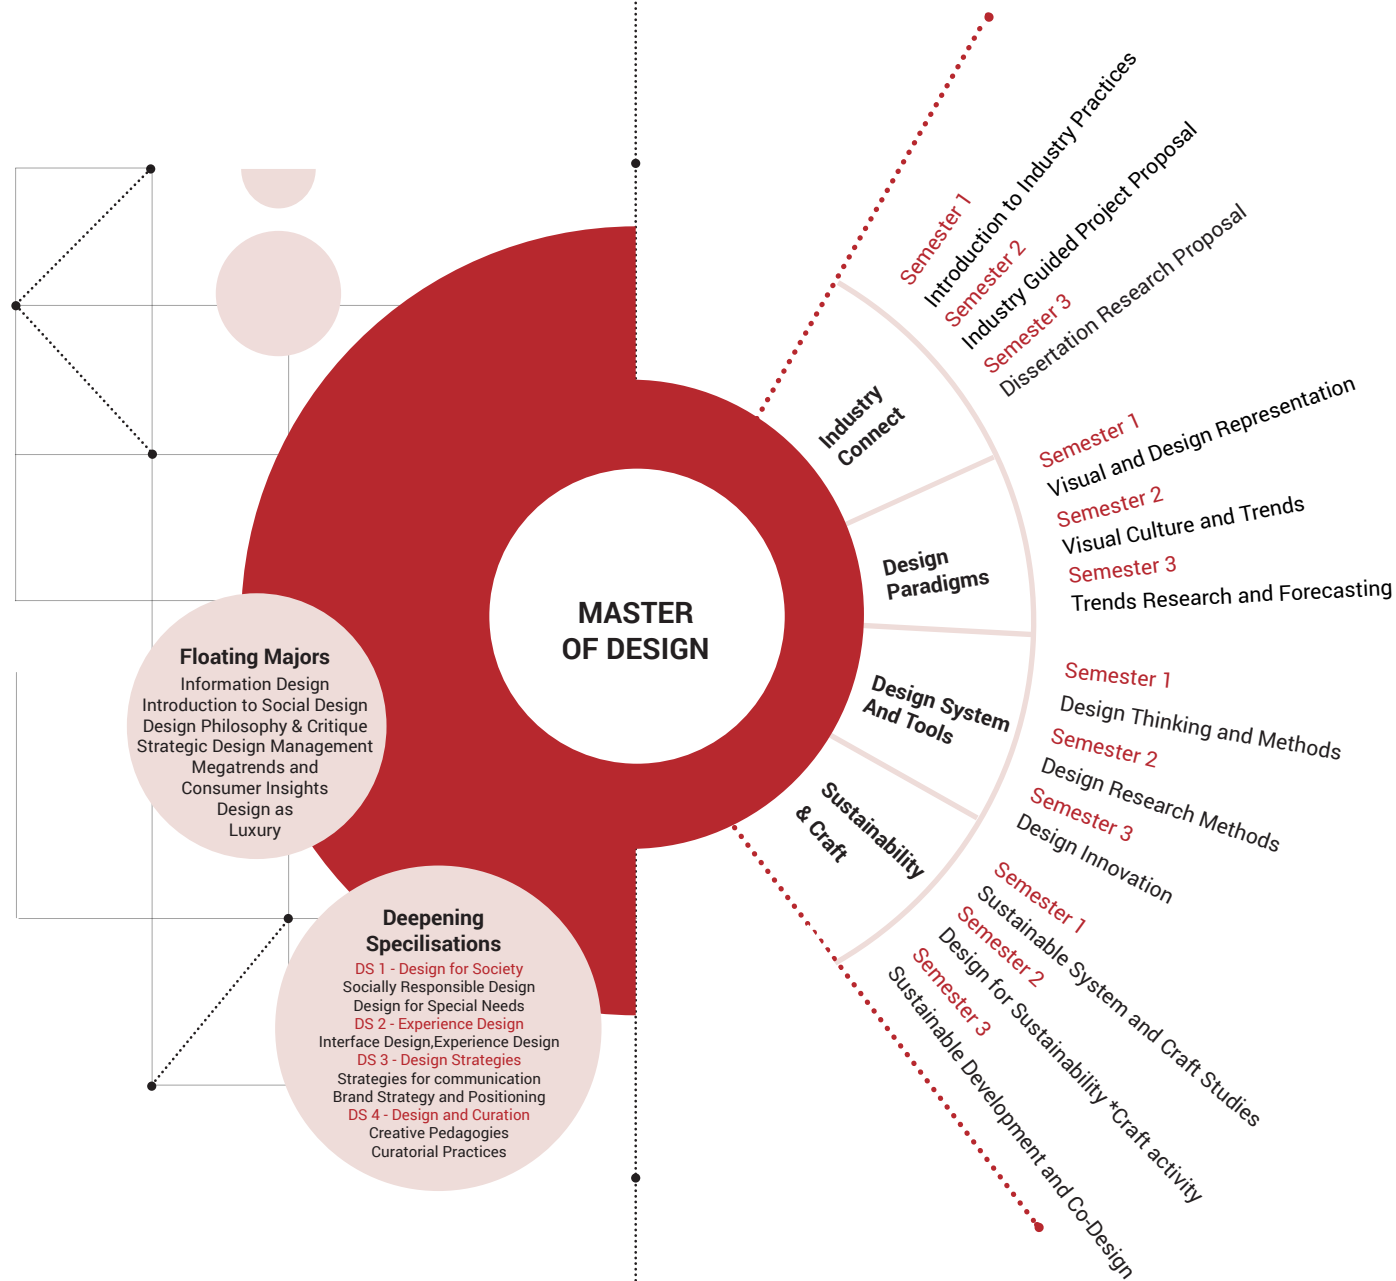 MASTER
OF DESIGN
Floating Majors
Information Design
Introduction to Social Design
Design Philosophy & Critique
Strategic Design Management
Megatrends and
Consumer Insights
Design as
Luxury
Deepening
Specilisations
DS 1 - Design for Society
Socially Responsible Design
Design for Special Needs
DS 2 - Experience Design
Interface Design,Experience Design
DS 3 - Design Strategies
Strategies for communication
Brand Strategy and Positioning
DS 4 - Design and Curation
Creative Pedagogies
Curatorial Practices
Industry
Connect
Semester 1
Introduction to Industry Practices
Semester 2
Industry Guided Project Proposal
Semester 3
Dissertation Research Proposal
Design
Paradigms
Semester 1
Visual and Design Representation
Semester 2
Visual Culture and Trends
Semester 3
Trends Research and Forecasting
Design System
And Tools
Semester 1
Design Thinking and Methods
Semester 2
Design Research Methods
Semester 3
Design Innovation
Sustainability
& Craft
Semester 1
Sustainable System and Craft Studies
Semester 2
Design for Sustainability *Craft activity
Semester 3
Sustainable Development and Co-Design